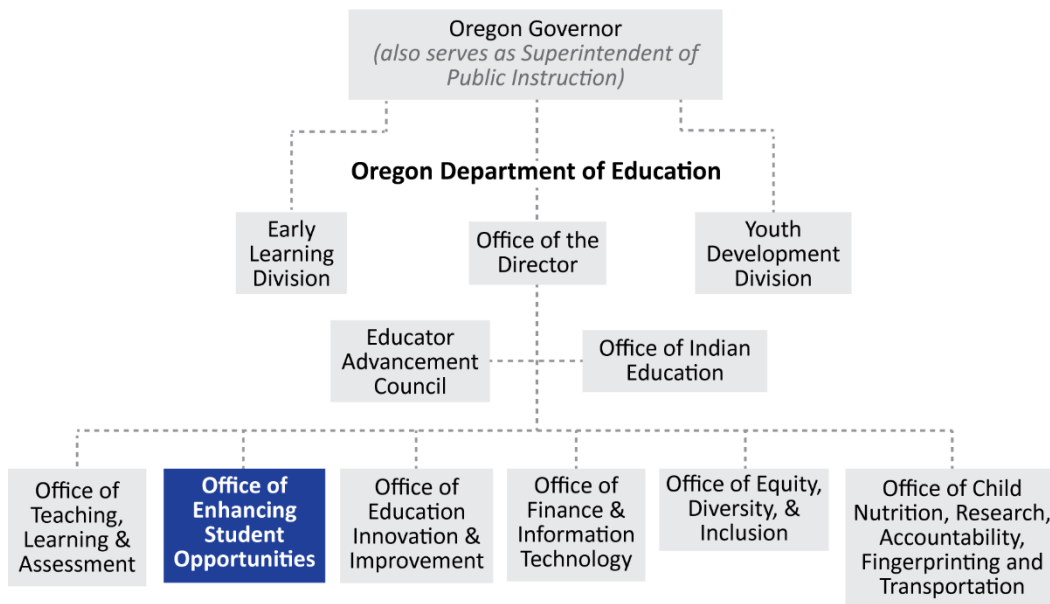 Oregon Governor
(also serves as Superintendent of
Public Instruction)
Oregon Department of Education
Early
Learning
Division
Office of the
Director
Youth
Development
Division
Educator
Advancement
Council
Office of Indian
Education
Office of
Teaching,
Learning &
Assessment
Office of
Enhancing
Student
Opportunities
Office of
Education
Innovation &
Improvement
Office of
Finance &
Information
Technology
Office of Equity,
Diversity, &
Inclusion
Office of Child
Nutrition, Research,
Accountability,
Fingerprinting and
Transportation